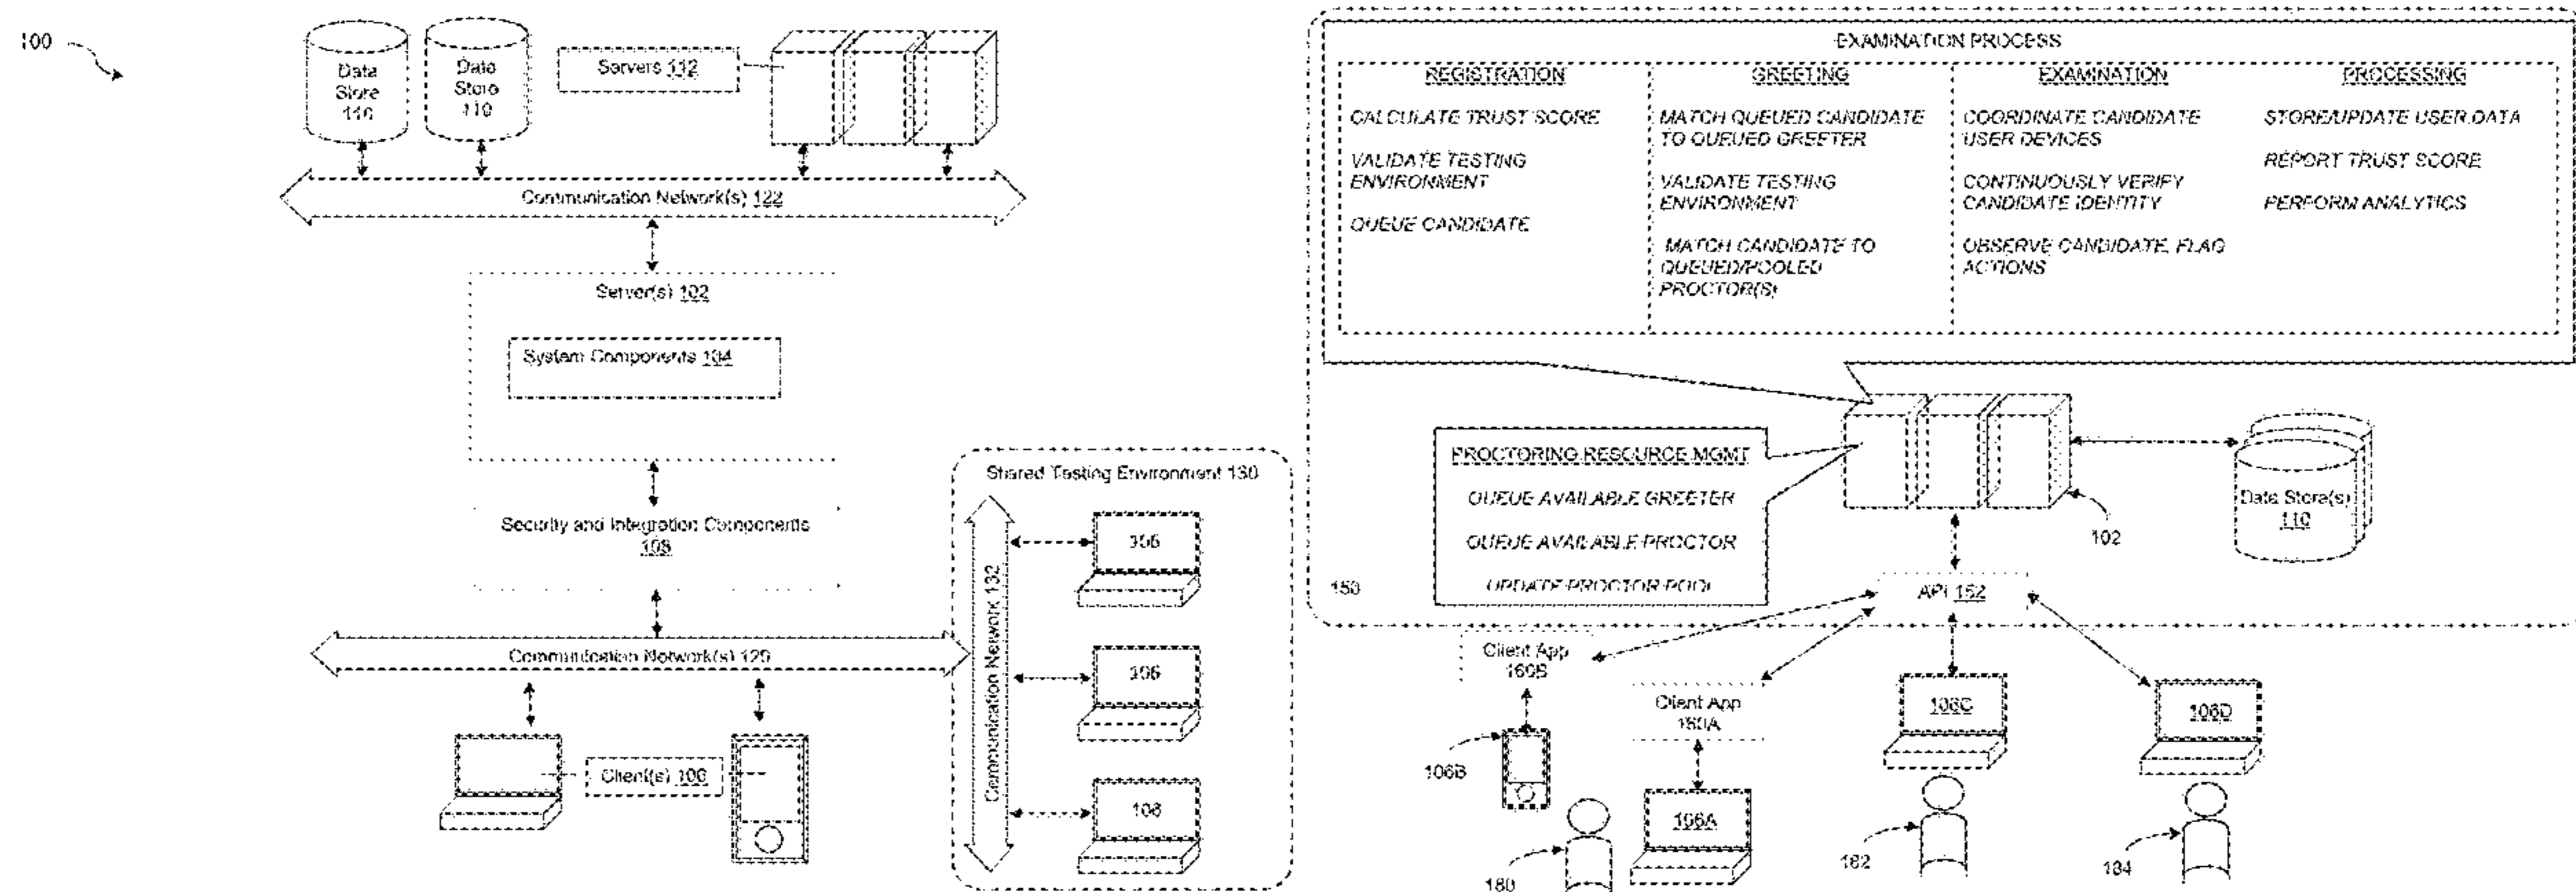 100
Data
Store
110
Data
Store
110
Servers 112
Communication Network(s) 122
Server(s) 102
System Components 104
Security and Integration Components
108
Communication Network(s) 120
Client(s) 106
Shared Testing Environment 130
Communication Network 132
106
106
106
EXAMINATION PROCESS
REGISTRATION
CALCULATE TRUST SCORE
VALIDATE TESTING
ENVIRONMENT
QUEUE CANDIDATE
GREETING
MATCH QUEUED CANDIDATE
TO QUEUED GREETER
VALIDATE TESTING
ENVIRONMENT
MATCH CANDIDATE TO
QUEUED/POOLED
PROCTOR(S)
EXAMINATION
COORDINATE CANDIDATE
USER DEVICES
CONTINUOUSLY VERIFY
CANDIDATE IDENTITY
OBSERVE CANDIDATE, FLAG
ACTIONS
PROCESSING
STORE/UPDATE USER DATA
REPORT TRUST SCORE
PERFORM ANALYTICS
PROCTORING RESOURCE MGMT
QUEUE AVAILABLE GREETER
QUEUE AVAILABLE PROCTOR
UPDATE PROCTOR POOL
102
Data Store(s)
110
150
API 152
Client App
160B
Client App
160A
106B
106A
106C
106D
180
182
184